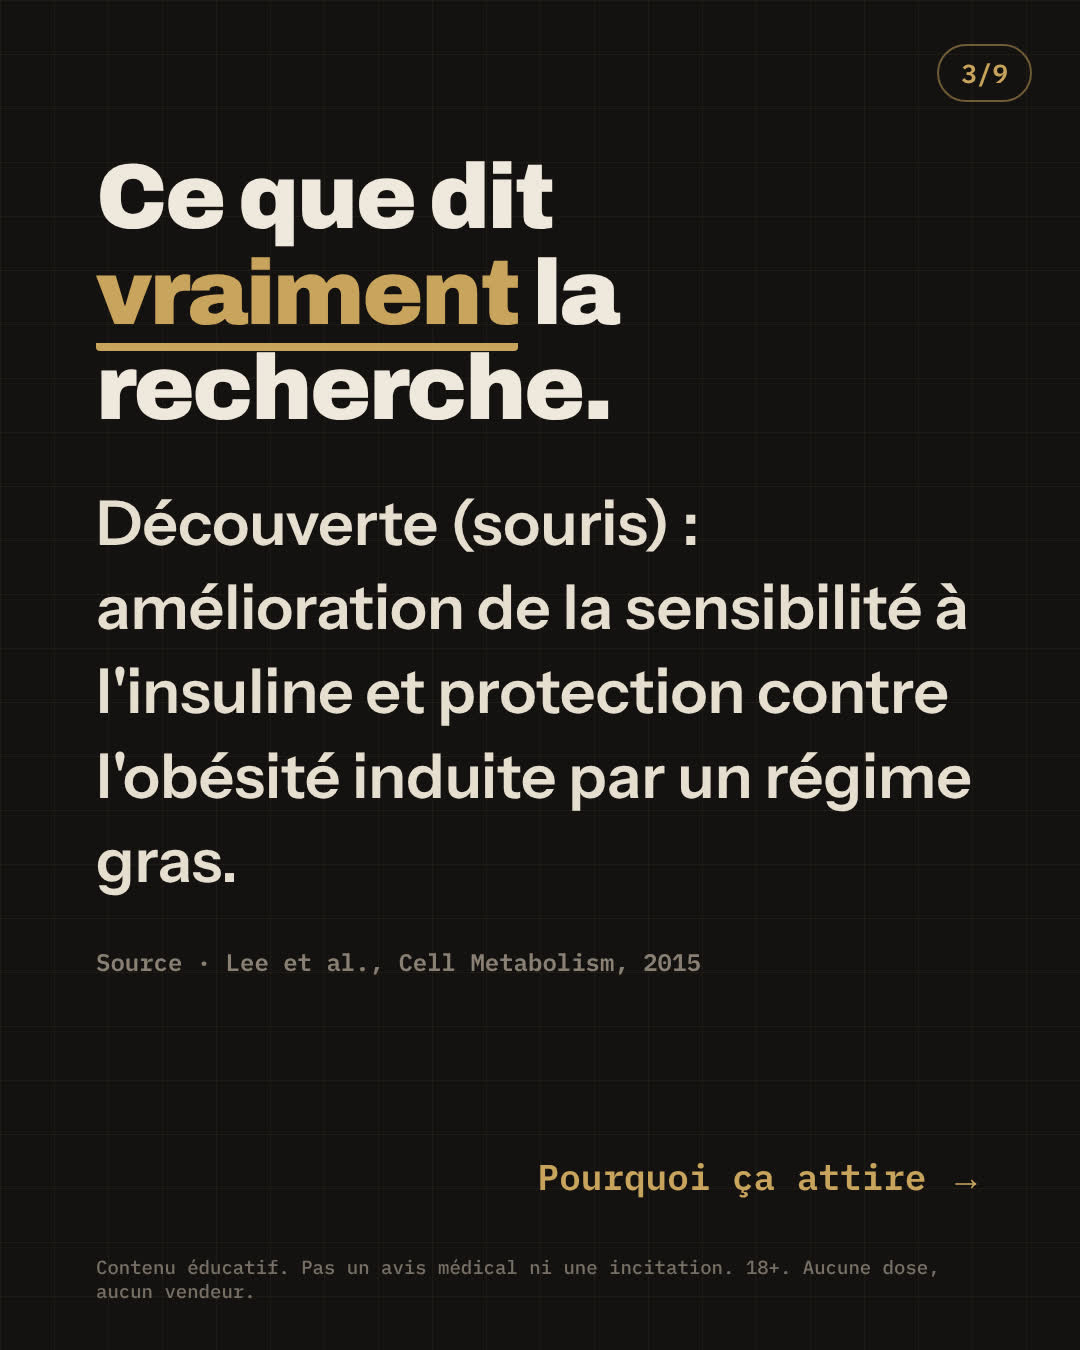 3/9
Ce que dit
vraiment la
recherche.
Découverte (souris) :
amélioration de la sensibilité à
l'insuline et protection contre
l'obésité induite par un régime
gras.
Source · Lee et al., Cell Metabolism, 2015
Pourquoi ça attire →
Contenu éducatif. Pas un avis médical ni une incitation. 18+. Aucune dose,
aucun vendeur.